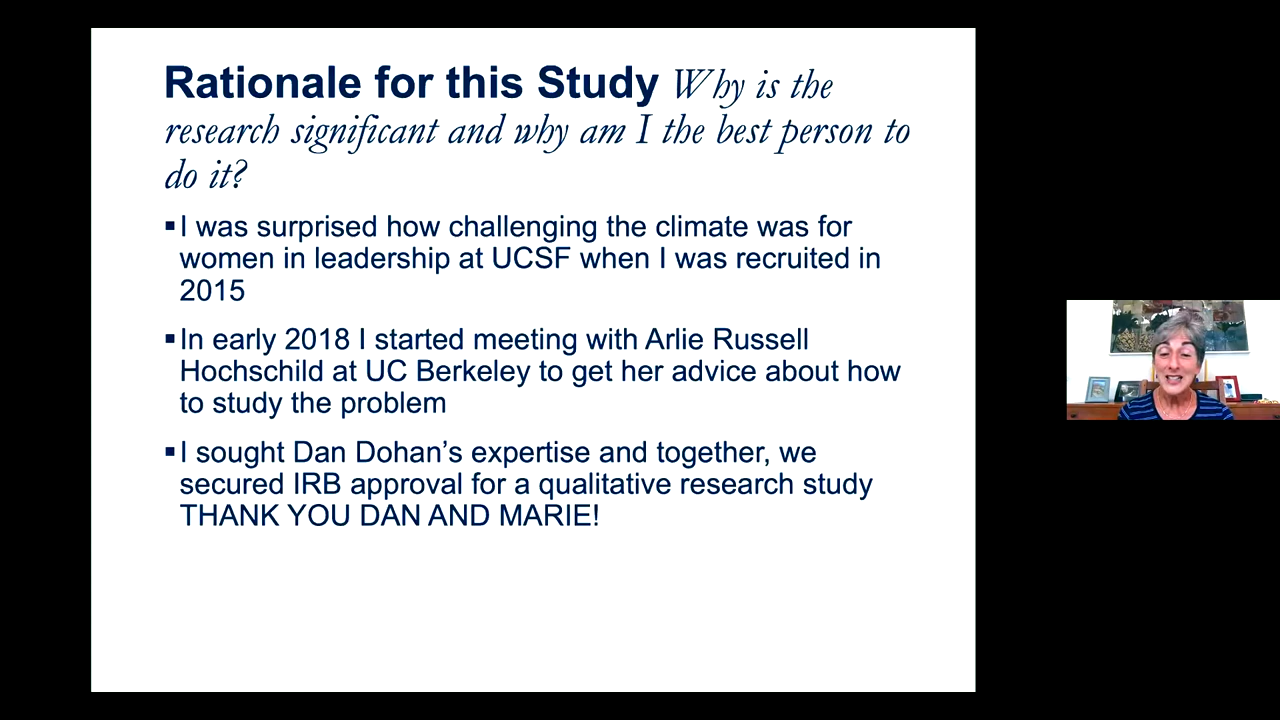 Rationale for this Study Why is the
research significant and why am I the best person to
do it?
▪I was surprised how challenging the climate was for
women in leadership at UCSF when I was recruited in
2015
▪In early 2018 I started meeting with Arlie Russell
Hochschild at UC Berkeley to get her advice about how
to study the problem
▪I sought Dan Dohan’s expertise and together, we
secured IRB approval for a qualitative research study
THANK YOU DAN AND MARIE!